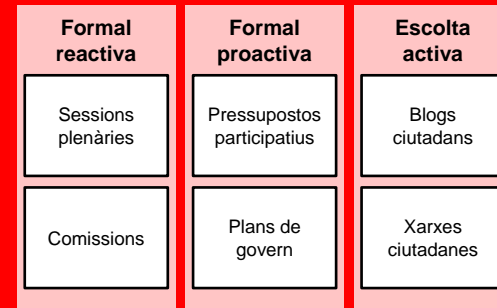 Formal
reactiva
Sessions
plenàries
Comissions
Formal
proactiva
Pressupostos
participatius
Plans de
govern
Escolta
activa
Blogs
ciutadans
Xarxes
ciutadanes